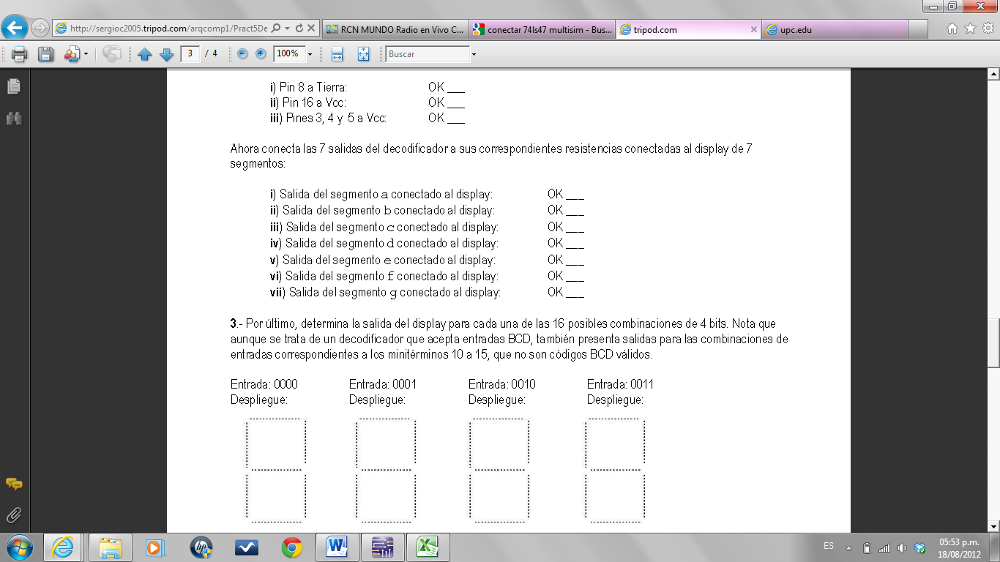 http://sergioc2005.tripod.com/arqcomp1/Pract5De
RCN MUNDO Radio en Vivo C...
conectar 74ls47 multisim - Bus...
tripod.com
upc.edu
3 / 4
100%
Buscar
i) Pin 8 a Tierra: OK ___
ii) Pin 16 a Vcc: OK ___
iii) Pines 3, 4 y 5 a Vcc: OK ___
Ahora conecta las 7 salidas del decodificador a sus correspondientes resistencias conectadas al display de 7
segmentos:
i) Salida del segmento a conectado al display: OK ___
ii) Salida del segmento b conectado al display: OK ___
iii) Salida del segmento c conectado al display: OK ___
iv) Salida del segmento d conectado al display: OK ___
v) Salida del segmento e conectado al display: OK ___
vi) Salida del segmento f conectado al display: OK ___
vii) Salida del segmento g conectado al display: OK ___
3.- Por último, determina la salida del display para cada una de las 16 posibles combinaciones de 4 bits. Nota que
aunque se trata de un decodificador que acepta entradas BCD, también presenta salidas para las combinaciones de
entradas correspondientes a los minitérminos 10 a 15, que no son códigos BCD válidos.
Entrada: 0000 Entrada: 0001 Entrada: 0010 Entrada: 0011
Despliegue: Despliegue: Despliegue: Despliegue:
ES
05:53 p.m.
18/08/2012